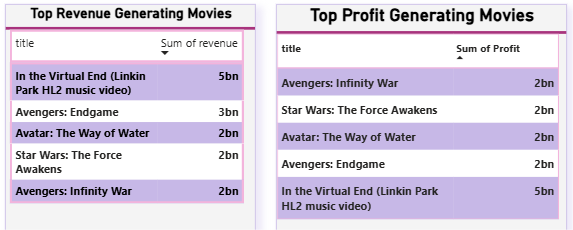 Top Revenue Generating Movies
title Sum of revenue
In the Virtual End (Linkin 5bn
Park HL2 music video)
Avengers: Endgame 3bn
Avatar: The Way of Water 2bn
Star Wars: The Force 2bn
Awakens
Avengers: Infinity War 2bn
Top Profit Generating Movies
title Sum of Profit
Avengers: Infinity War 2bn
Star Wars: The Force Awakens 2bn
Avatar: The Way of Water 2bn
Avengers: Endgame 2bn
In the Virtual End (Linkin Park 5bn
HL2 music video)